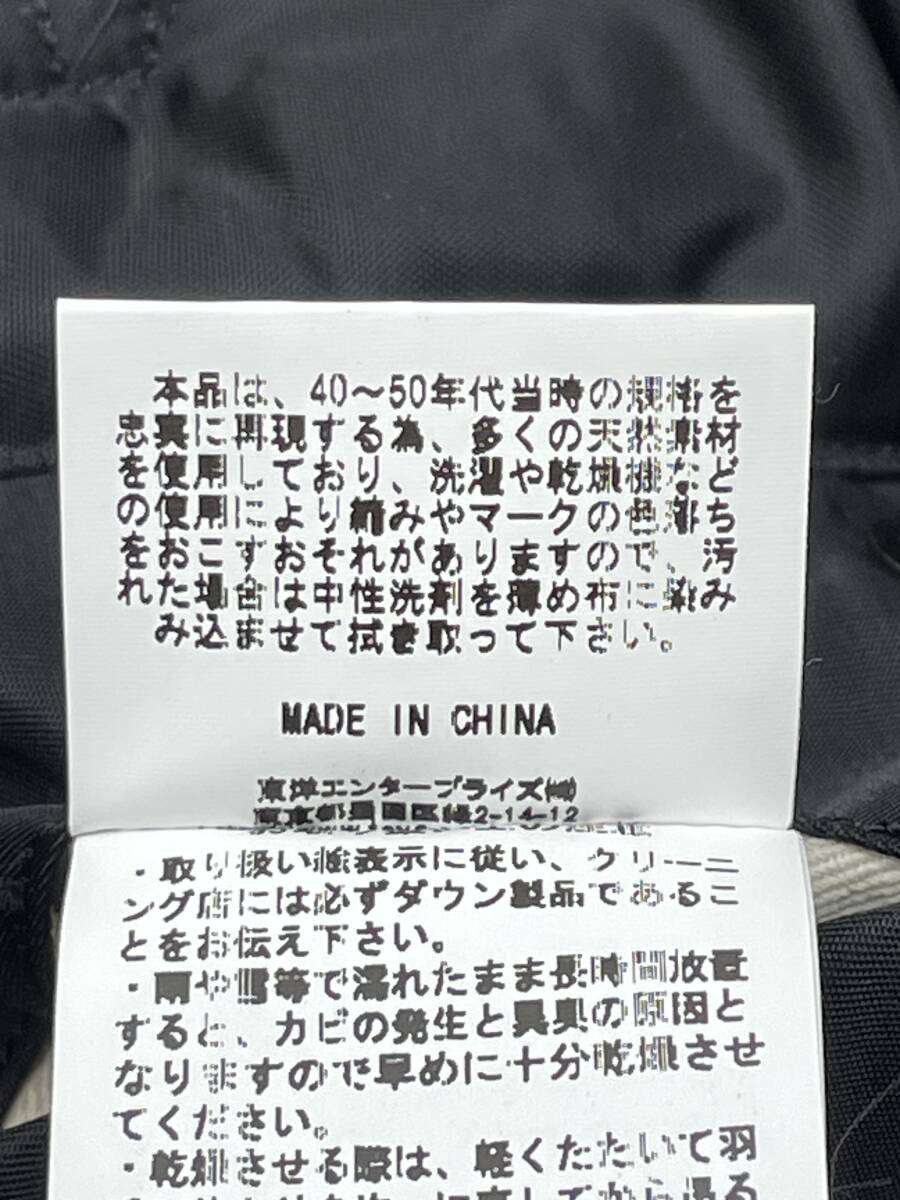 本品は、40〜50年代当時の規格を
忠実に再現する為、多くの天然素材
を使用しており、洗濯や乾燥機など
の使用により縮みやマークの色落ち
をおこすおそれがありますので、汚
れた場合は中性洗剤を薄め布に染み
み込ませて拭き取って下さい。
MADE IN CHINA
東洋エンタープライズ㈱
東京都墨田区緑2-14-12
・取り扱い絵表示に従い、クリーニ
ング店には必ずダウン製品であるこ
とをお伝え下さい。
・雨や雪等で濡れたまま長時間放置
すると、カビの発生と異臭の原因と
なりますので早めに十分乾燥させ
てください。
・乾燥させる際は、軽くたたいて羽